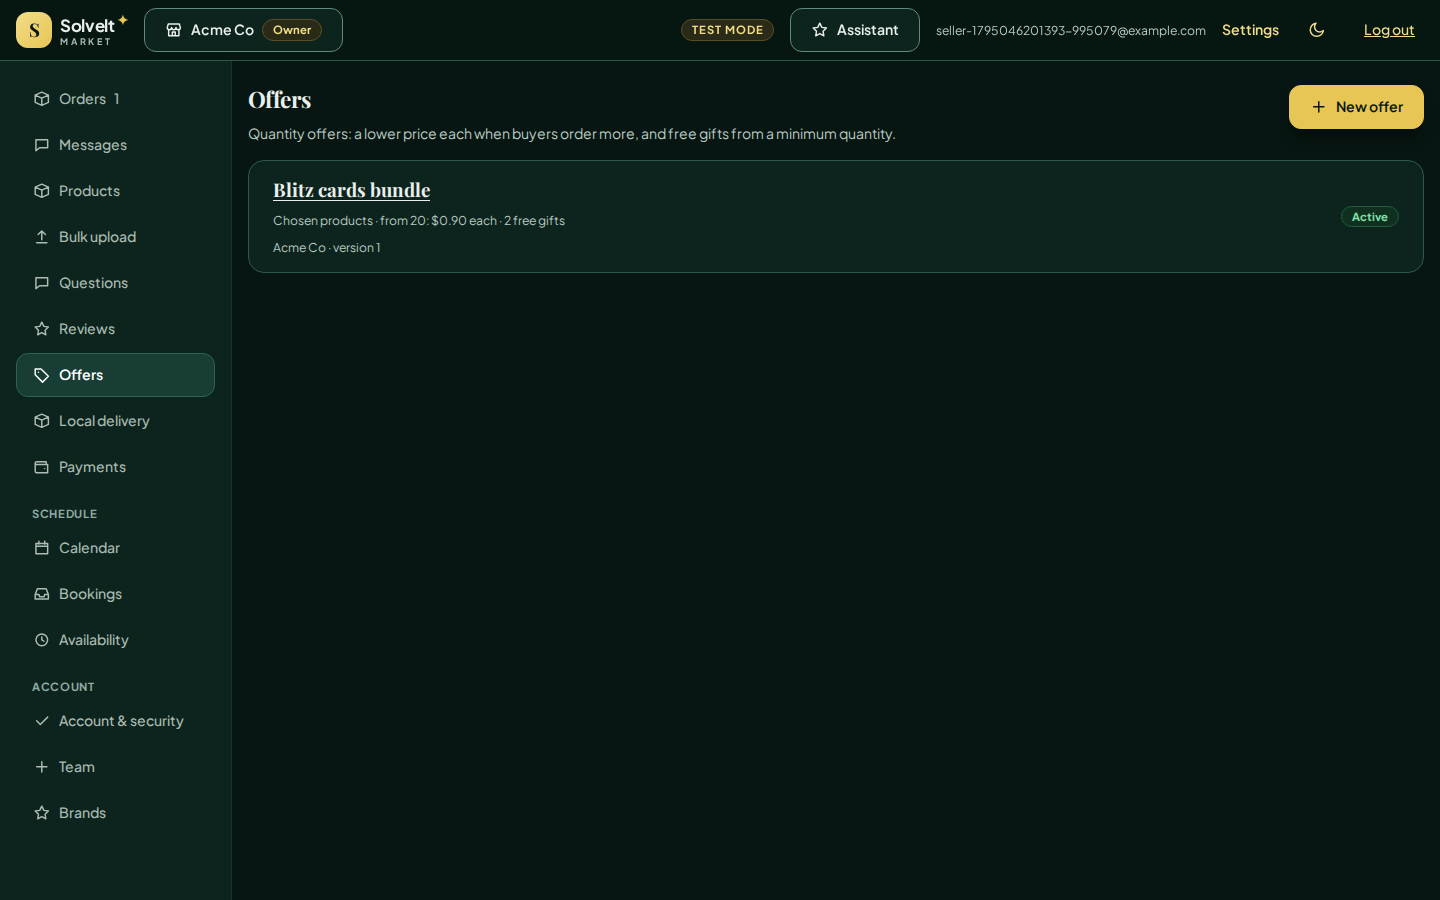 S SolveIt MARKET
Acme Co Owner
TEST MODE
Assistant
seller-1795046201393-995079@example.com
Settings
Log out
Orders 1
Messages
Products
Bulk upload
Questions
Reviews
Offers
Local delivery
Payments
SCHEDULE
Calendar
Bookings
Availability
ACCOUNT
Account & security
Team
Brands
Offers
Quantity offers: a lower price each when buyers order more, and free gifts from a minimum quantity.
New offer
Blitz cards bundle
Chosen products · from 20: $0.90 each · 2 free gifts
Acme Co · version 1
Active